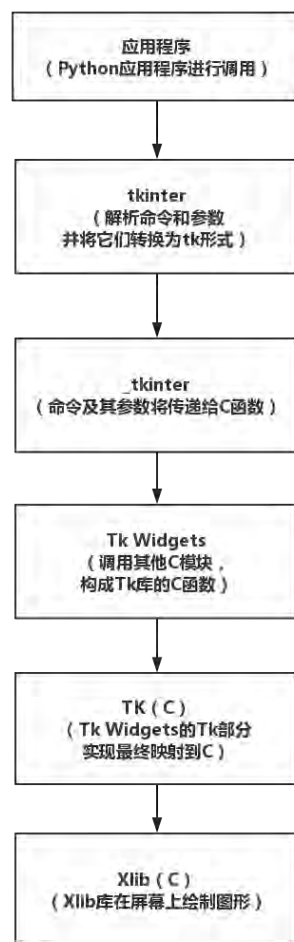 应用程序
（Python应用程序进行调用）
tkinter
（解析命令和参数
并将它们转换为tk形式）
_tkinter
（命令及其参数将传递给C函数）
Tk Widgets
（调用其他C模块，
构成Tk库的C函数）
TK（C）
（Tk Widgets的Tk部分
实现最终映射到C）
Xlib（C）
（Xlib库在屏幕上绘制图形）